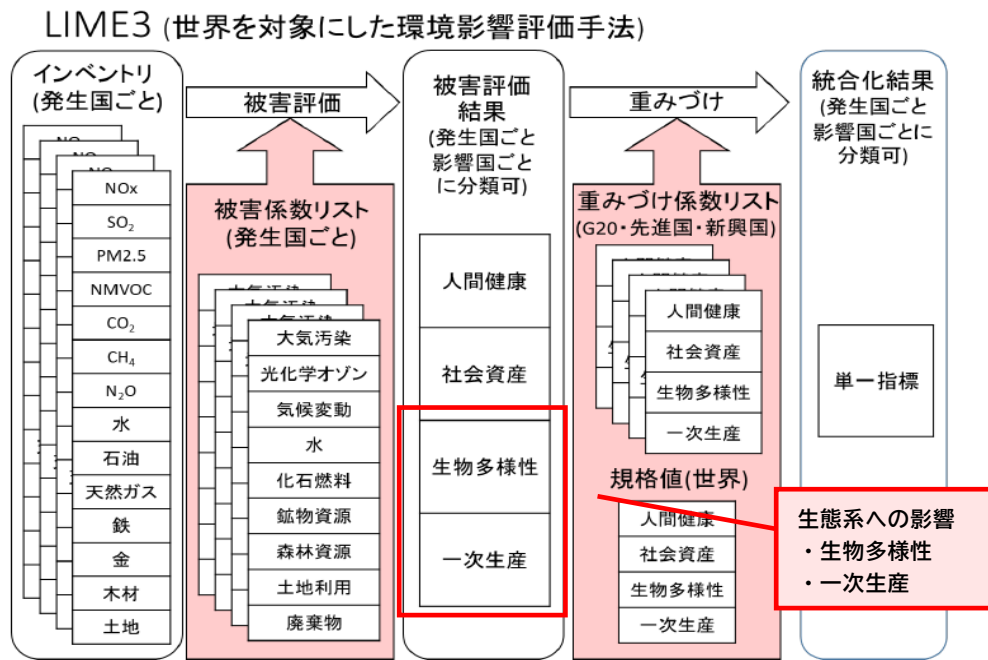 LIME3 (世界を対象にした環境影響評価手法)
インベントリ
(発生国ごと)
NOx
SO₂
PM2.5
NMVOC
CO₂
CH₄
N₂O
水
石油
天然ガス
鉄
金
木材
土地
被害評価
被害係数リスト
(発生国ごと)
大気汚染
光化学オゾン
気候変動
水
化石燃料
鉱物資源
森林資源
土地利用
廃棄物
被害評価
結果
(発生国ごと
影響国ごと
に分類可)
人間健康
社会資産
生物多様性
一次生産
重みづけ
重みづけ係数リスト
(G20・先進国・新興国)
人間健康
社会資産
生物多様性
一次生産
規格値(世界)
人間健康
社会資産
生物多様性
一次生産
統合化結果
(発生国ごと
影響国ごとに
分類可)
単一指標
生態系への影響
・生物多様性
・一次生産